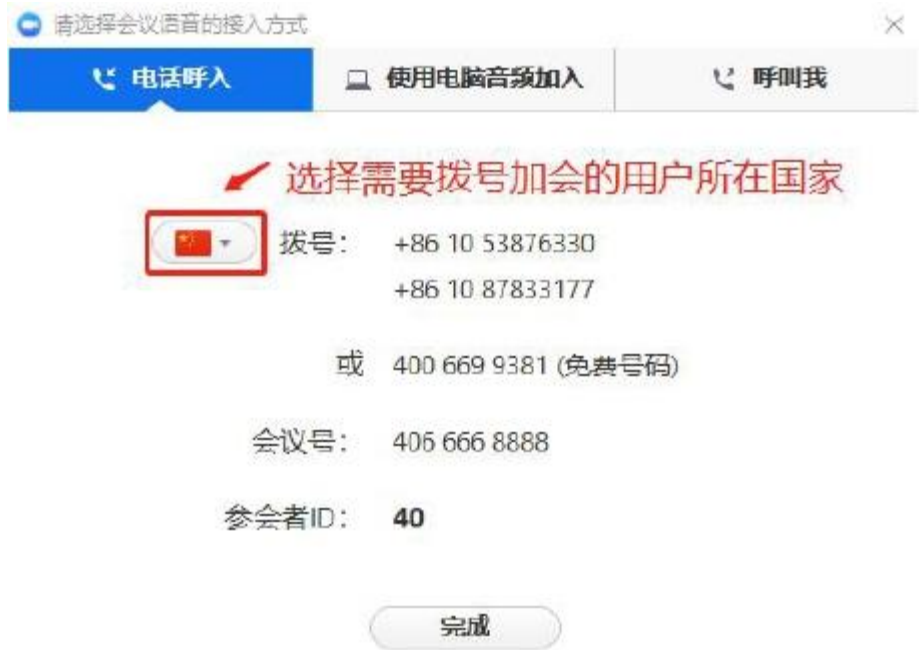 请选择会议语音的接入方式
电话呼入 使用电脑音频加入 呼叫我
选择需要拨号加会的用户所在国家
拨号： +86 10 53876330
+86 10 87833177
或 400 669 9381 (免费号码)
会议号： 406 666 8888
参会者ID： 40
完成